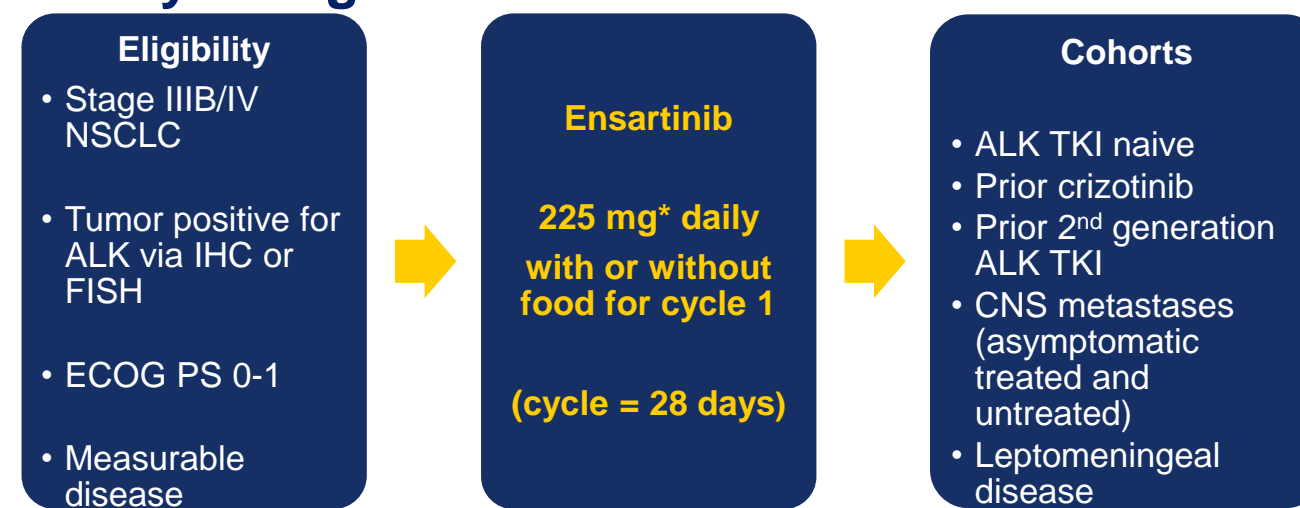 Eligibility
• Stage IIIB/IV
NSCLC
• Tumor positive for
ALK via IHC or
FISH
• ECOG PS 0-1
• Measurable
disease
Ensartinib
225 mg* daily
with or without
food for cycle 1
(cycle = 28 days)
Cohorts
• ALK TKI naive
• Prior crizotinib
• Prior 2nd generation
ALK TKI
• CNS metastases
(asymptomatic
treated and
untreated)
• Leptomeningeal
disease